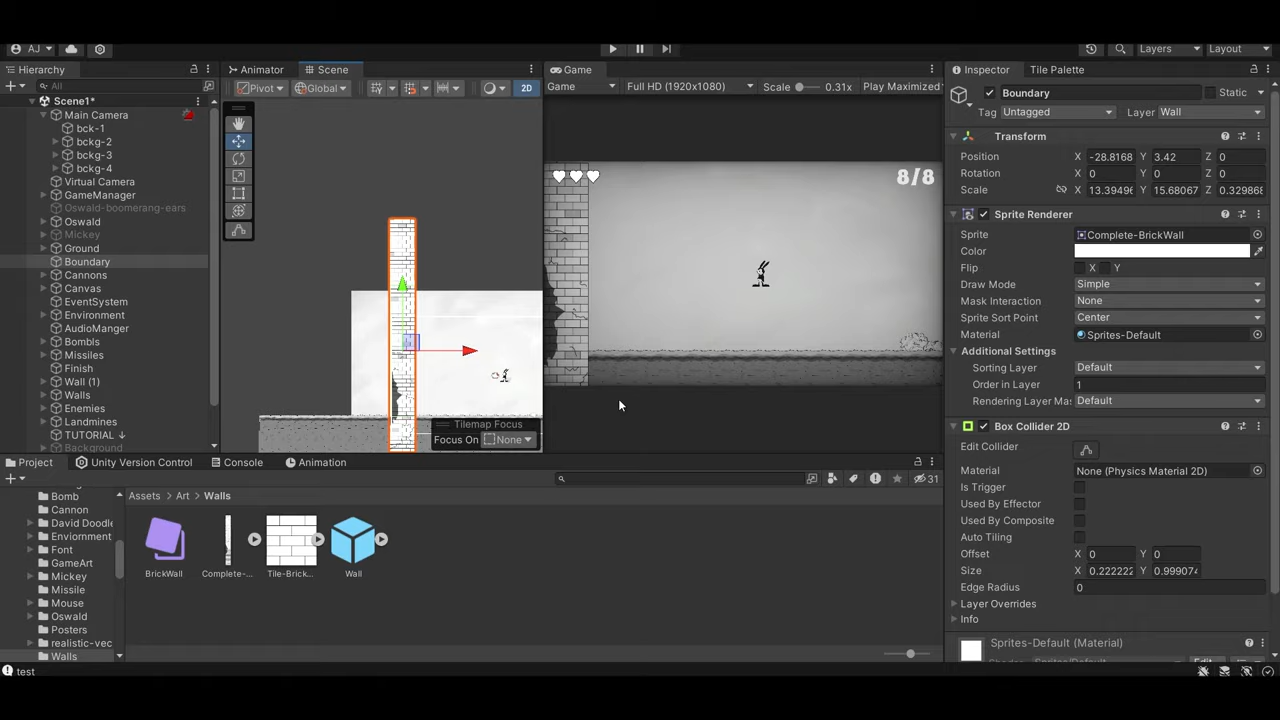 AJ
Layers
Layout
Hierarchy
All
Scene1*
Main Camera
bck-1
bckg-2
bckg-3
bckg-4
Virtual Camera
GameManager
Oswald-boomerang-ears
Oswald
Mickey
Ground
Boundary
Cannons
Canvas
EventSystem
Environment
AudioManger
Bombs
Missiles
Finish
Wall (1)
Walls
Enemies
Landmines
TUTORIAL ↓
Background
Animator
Scene
Pivot
Global
2D
Tilemap Focus
Focus On
None
Game
Game
Full HD (1920x1080)
Scale
0.31x
Play Maximized
8/8
Inspector
Tile Palette
Boundary
Static
Tag Untagged
Layer Wall
Transform
Position X -28.8168 Y 3.42 Z 0
Rotation X 0 Y 0 Z 0
Scale X 13.39496 Y 15.68067 Z 0.329868
Sprite Renderer
Sprite Complete-BrickWall
Color
Flip X Y
Draw Mode Simple
Mask Interaction None
Sprite Sort Point Center
Material Sprites-Default
Additional Settings
Sorting Layer Default
Order in Layer 1
Rendering Layer Mas Default
Box Collider 2D
Edit Collider
Material None (Physics Material 2D)
Is Trigger
Used By Effector
Used By Composite
Auto Tiling
Offset X 0 Y 0
Size X 0.222222 Y 0.999074
Edge Radius 0
Layer Overrides
Info
Sprites-Default (Material)
Project
Unity Version Control
Console
Animation
31
Bomb
Cannon
David Doodle
Enviornment
Font
GameArt
Mickey
Missile
Mouse
Oswald
Posters
realistic-vec
Walls
Assets > Art > Walls
BrickWall
Complete-...
Tile-Brick...
Wall
test